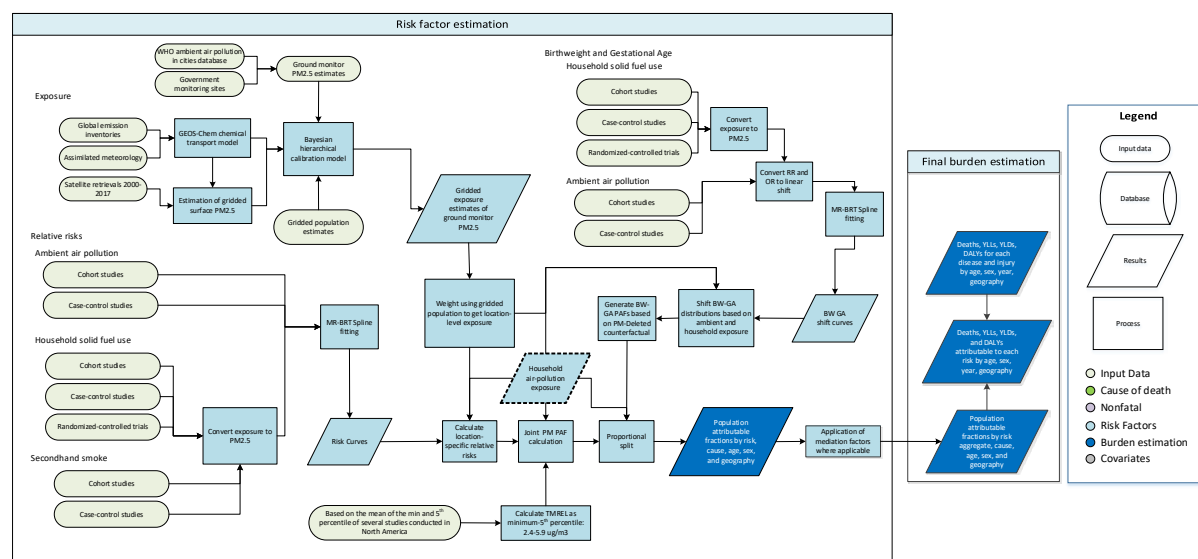 Risk factor estimation
WHO ambient air pollution
in cities database
Government
monitoring sites
Ground monitor
PM2.5 estimates
Exposure
Global emission
inventories
Assimilated meteorology
Satellite retrievals 2000-
2017
GEOS-Chem chemical
transport model
Estimation of gridded
surface PM2.5
Bayesian
hierarchical
calibration model
Gridded population
estimates
Gridded
exposure
estimates of
ground monitor
PM2.5
Birthweight and Gestational Age
Household solid fuel use
Cohort studies
Case-control studies
Randomized-controlled trials
Convert
exposure to
PM2.5
Ambient air pollution
Cohort studies
Case-control studies
Convert RR and
OR to linear
shift
MR-BRT Spline
fitting
BW GA
shift curves
Shift BW-GA
distributions based on
ambient and
household exposure
Generate BW-
GA PAFs based
on PM-Deleted
counterfactual
Relative risks
Ambient air pollution
Cohort studies
Case-control studies
MR-BRT Spline
fitting
Household solid fuel use
Cohort studies
Case-control studies
Randomized-controlled trials
Convert exposure to
PM2.5
Secondhand smoke
Cohort studies
Case-control studies
Risk Curves
Weight using gridded
population to get location-
level exposure
Household
air-pollution
exposure
Calculate
location-
specific relative
risks
Joint PM PAF
calculation
Proportional
split
Based on the mean of the min and 5th
percentile of several studies conducted in
North America
Calculate TMREL as
minimum-5th percentile:
2.4-5.9 ug/m3
Population
attributable
fractions by risk,
cause, age, sex,
and geography
Application of
mediation factors
where applicable
Final burden estimation
Deaths, YLLs, YLDs,
DALYs for each
disease and injury
by age, sex, year,
geography
Deaths, YLLs, YLDs,
and DALYs
attributable to each
risk by age, sex,
year, geography
Population
attributable
fractions by risk
aggregate, cause,
age, sex, and
geography
Legend
Input data
Database
Results
Process
Input Data
Cause of death
Nonfatal
Risk Factors
Burden estimation
Covariates